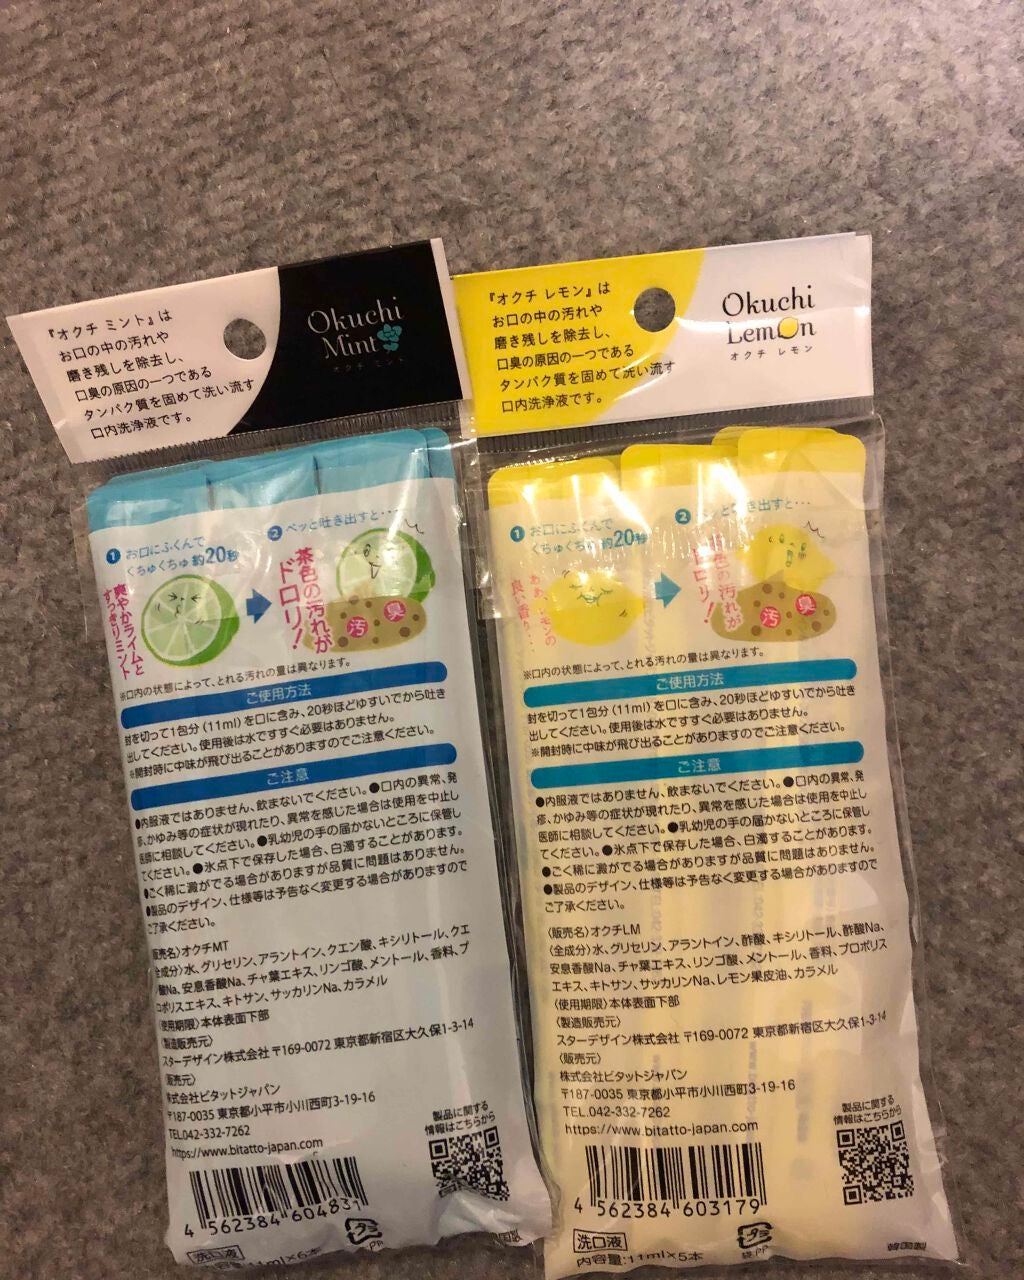 『オクチ ミント』は
お口の中の汚れや
磨き残しを除去し、
口臭の原因の一つである
タンパク質を固めて洗い流す
口内洗浄液です。
Okuchi
Mint
オクチ ミント
❶ お口にふくんで
くちゅくちゅ約20秒
爽やかライムと
すっきりミント
❷ ペッと吐き出すと・・・
茶色の汚れが
ドロリ!
汚
臭
※口内の状態によって、とれる汚れの量は異なります。
ご使用方法
封を切って1包分(11ml)を口に含み、20秒ほどゆすいでから吐き
出してください。使用後は水ですすぐ必要はありません。
※開封時に中味が飛び出ることがありますのでご注意ください。
ご注意
●内服液ではありません、飲まないでください。●口内の異常、発
疹、かゆみ等の症状が現れたり、異常を感じた場合は使用を中止し
医師に相談してください。●乳幼児の手の届かないところに保管し
てください。●氷点下で保存した場合、白濁することがあります。
●ごく稀に澱がでる場合がありますが品質に問題はありません。
●製品のデザイン、仕様等は予告なく変更する場合がありますので
ご了承ください。
〈販売名〉オクチMT
〈全成分〉水、グリセリン、アラントイン、クエン酸、キシリトール、クエ
酸Na、安息香酸Na、チャ葉エキス、リンゴ酸、メントール、香料、プ
ロポリスエキス、キトサン、サッカリンNa、カラメル
〈使用期限〉本体表面下部
〈製造販売元〉
スターデザイン株式会社 〒169-0072 東京都新宿区大久保1-3-14
〈販売元〉
株式会社ビタットジャパン
〒187-0035 東京都小平市小川西町3-19-16
TEL.042-332-7262
https://www.bitatto-japan.com
製品に関する
情報はこちらから
4 562384 604831
洗口液
内容量:11ml×6本
プラ
袋:PP
『オクチ レモン』は
お口の中の汚れや
磨き残しを除去し、
口臭の原因の一つである
タンパク質を固めて洗い流す
口内洗浄液です。
Okuchi
Lemon
オクチ レモン
❶ お口にふくんで
くちゅくちゅ約20秒
ああ、レモンの
良い香り・・・
❷ ペッと吐き出すと・・・
茶色の汚れが
ドロリ!
汚
臭
※口内の状態によって、とれる汚れの量は異なります。
ご使用方法
封を切って1包分(11ml)を口に含み、20秒ほどゆすいでから吐き
出してください。使用後は水ですすぐ必要はありません。
※開封時に中味が飛び出ることがありますのでご注意ください。
ご注意
●内服液ではありません、飲まないでください。●口内の異常、発
疹、かゆみ等の症状が現れたり、異常を感じた場合は使用を中止し
医師に相談してください。●乳幼児の手の届かないところに保管し
てください。●氷点下で保存した場合、白濁することがあります。
●ごく稀に澱がでる場合がありますが品質に問題はありません。
●製品のデザイン、仕様等は予告なく変更する場合がありますので
ご了承ください。
〈販売名〉オクチLM
〈全成分〉水、グリセリン、アラントイン、酢酸、キシリトール、酢酸Na、
安息香酸Na、チャ葉エキス、リンゴ酸、メントール、香料、プロポリス
エキス、キトサン、サッカリンNa、レモン果皮油、カラメル
〈使用期限〉本体表面下部
〈製造販売元〉
スターデザイン株式会社 〒169-0072 東京都新宿区大久保1-3-14
〈販売元〉
株式会社ビタットジャパン
〒187-0035 東京都小平市小川西町3-19-16
TEL.042-332-7262
https://www.bitatto-japan.com
製品に関する
情報はこちらから
4 562384 603179
洗口液
内容量:11ml×5本
プラ
袋:PP
韓国製